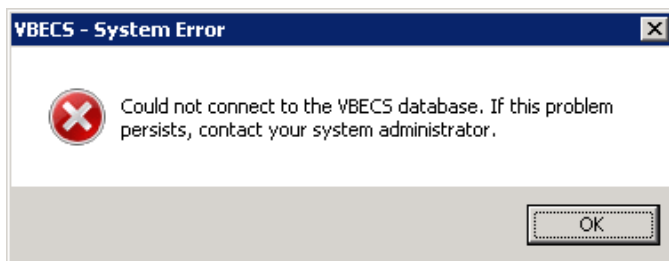 VBECS - System Error
Could not connect to the VBECS database. If this problem
persists, contact your system administrator.
OK